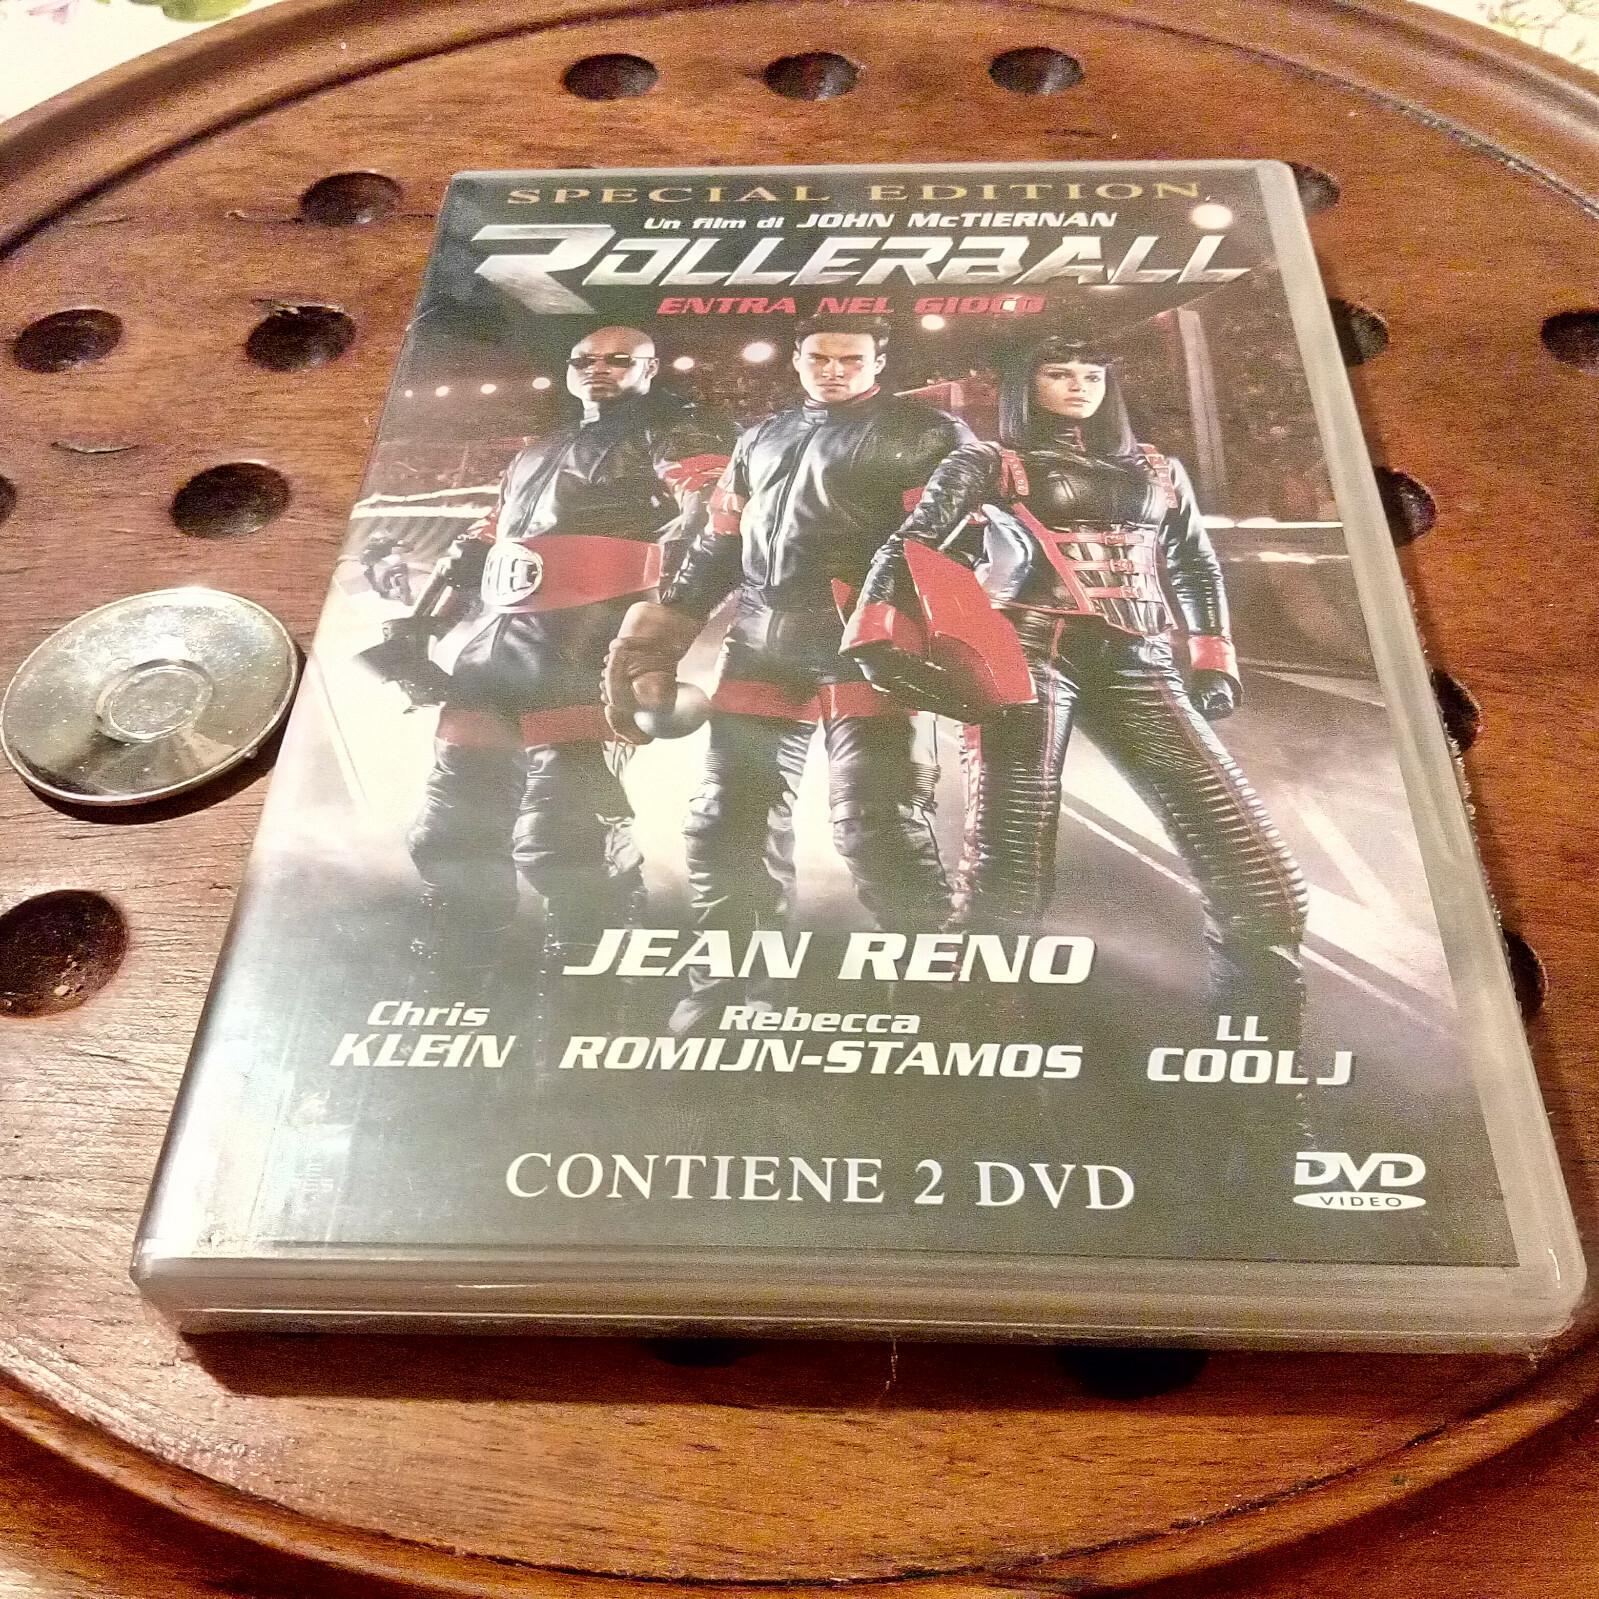 SPECIAL EDITION
Un film di JOHN McTIERNAN
ROLLERBALL
ENTRA NEL GIOCO
JEAN RENO
Chris
KLEIN
Rebecca
ROMIJN-STAMOS
LL
COOL J
CONTIENE 2 DVD
DVD
VIDEO